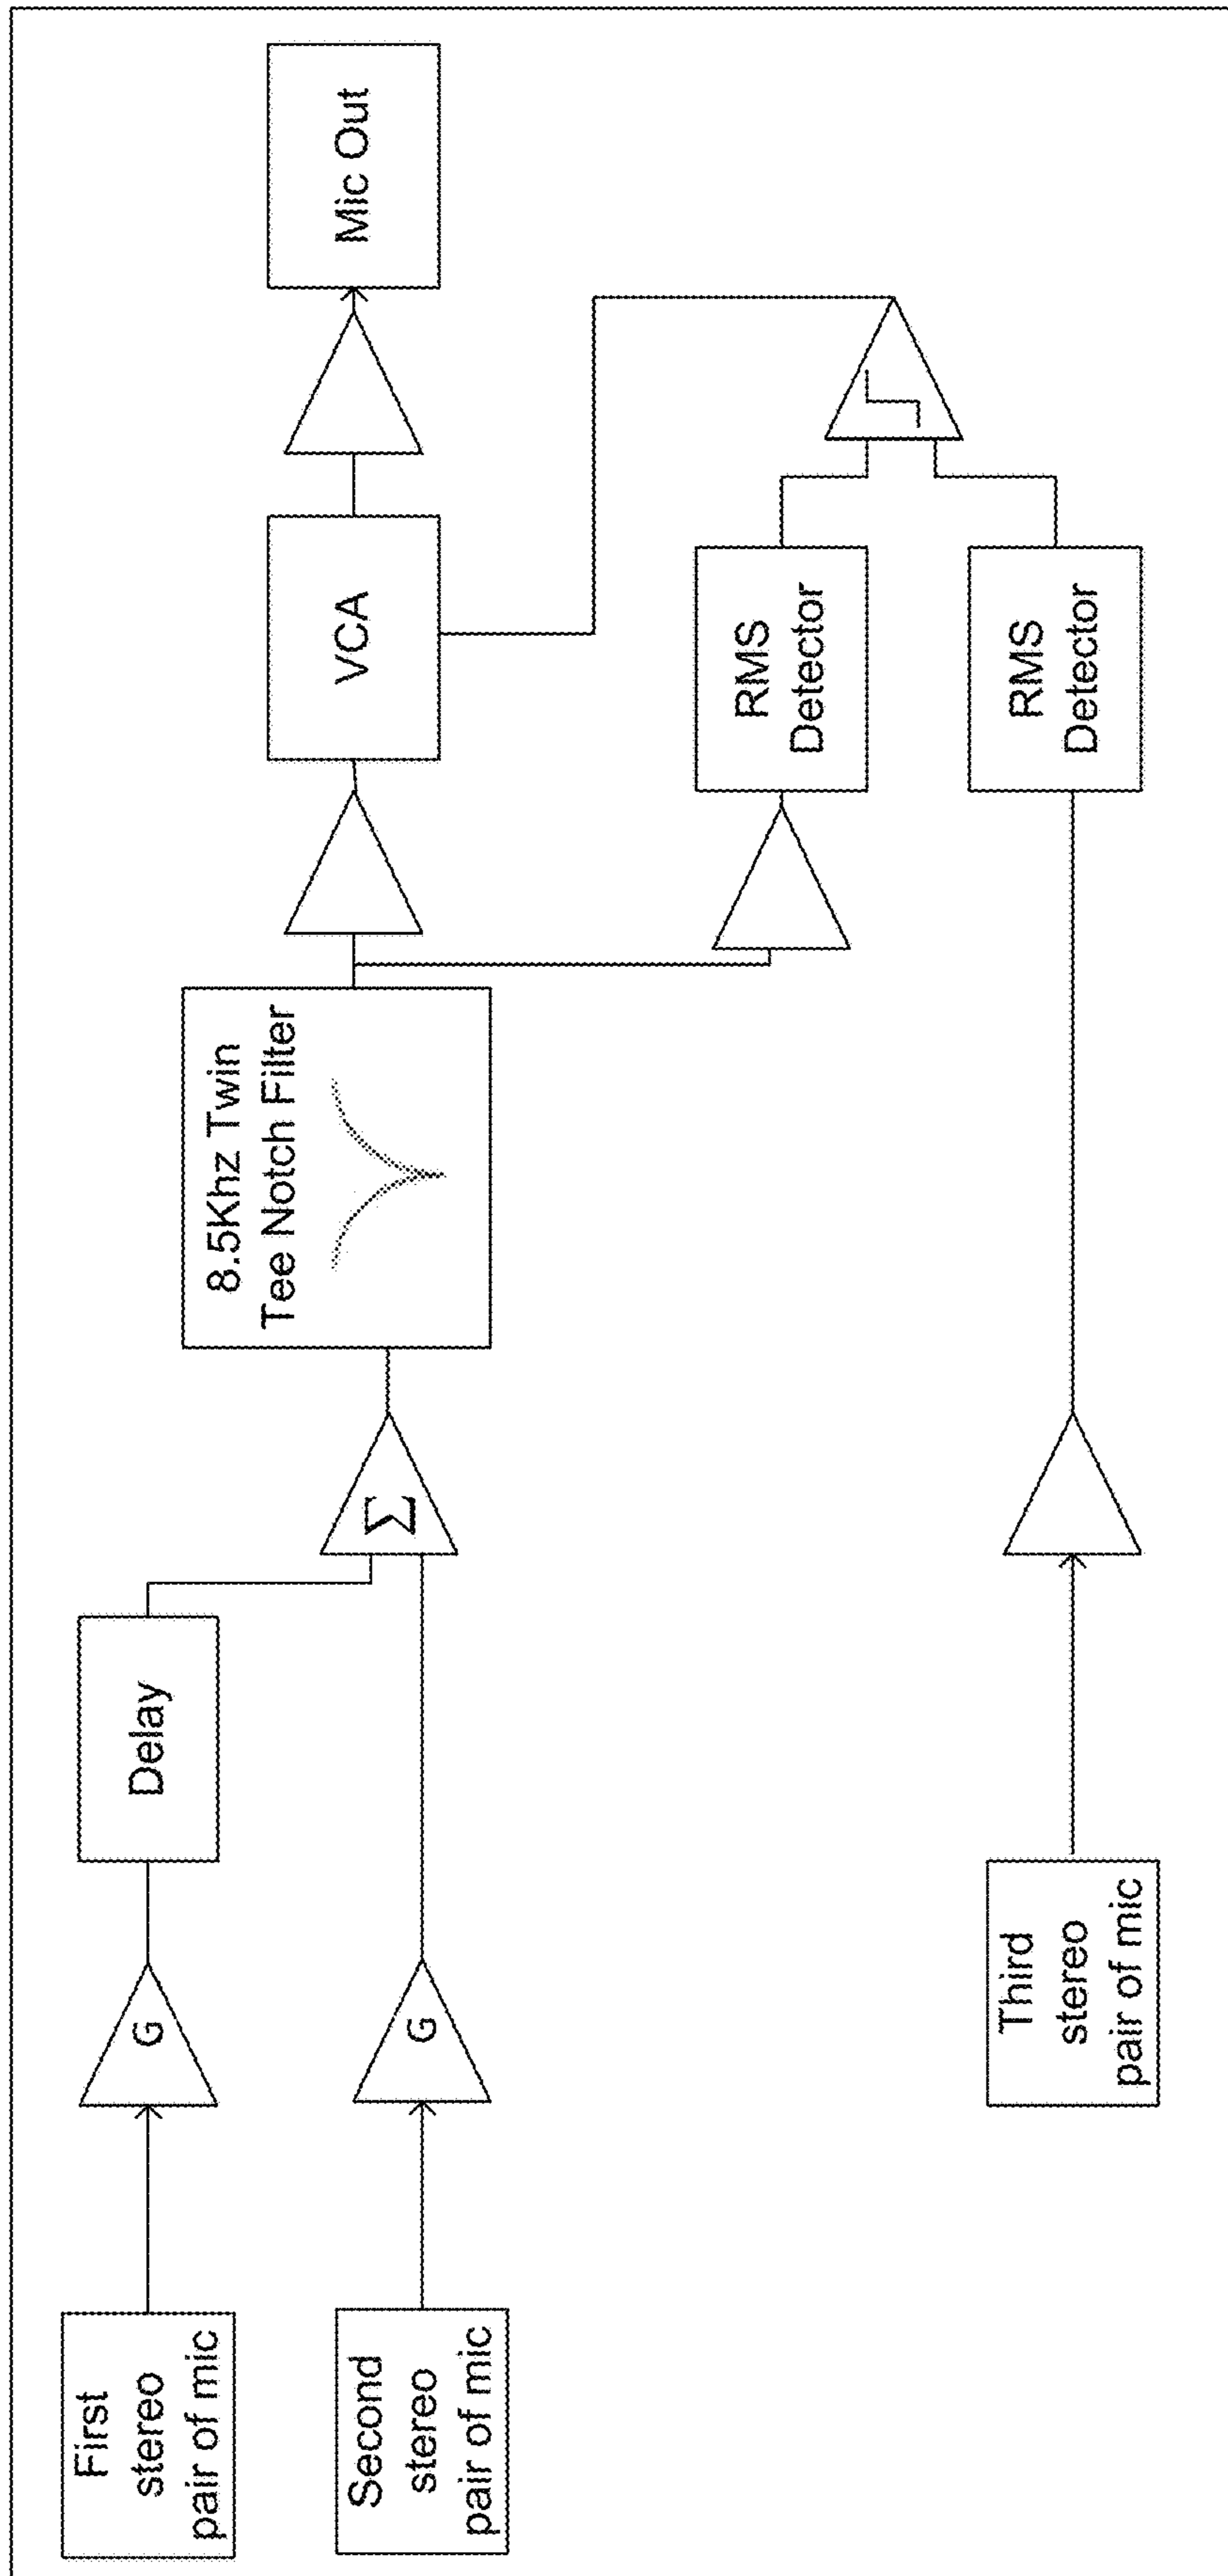 First
stereo
pair of mic
G
Delay
Second
stereo
pair of mic
G
Σ
8.5Khz Twin
Tee Notch Filter
VCA
Mic Out
RMS
Detector
Third
stereo
pair of mic
RMS
Detector